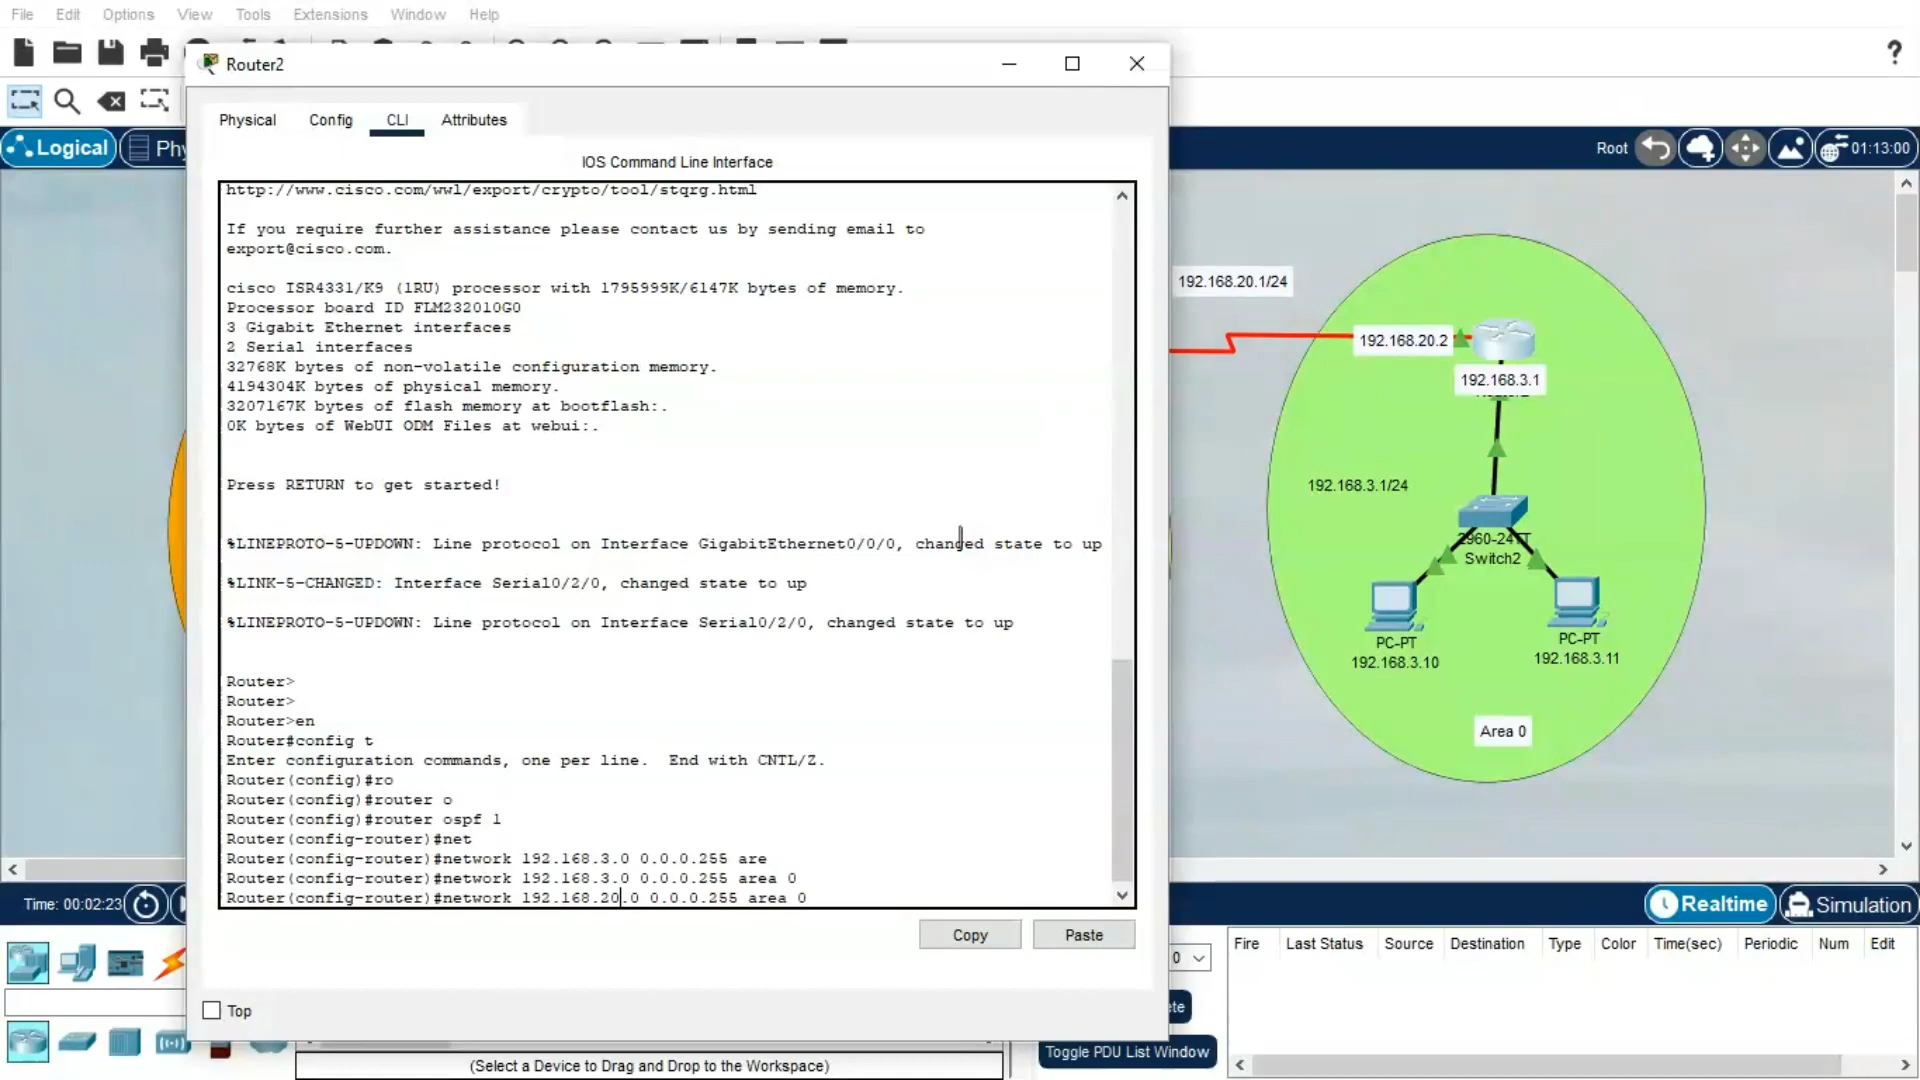 File Edit Options View Tools Extensions Window Help
Router2
Physical Config CLI Attributes
Logical
Phy
Root
01:13:00
IOS Command Line Interface
http://www.cisco.com/wwl/export/crypto/tool/stqrg.html
If you require further assistance please contact us by sending email to
export@cisco.com.
cisco ISR4331/K9 (1RU) processor with 1795999K/6147K bytes of memory.
Processor board ID FLM232010G0
3 Gigabit Ethernet interfaces
2 Serial interfaces
32768K bytes of non-volatile configuration memory.
4194304K bytes of physical memory.
3207167K bytes of flash memory at bootflash:.
0K bytes of WebUI ODM Files at webui:.
Press RETURN to get started!
%LINEPROTO-5-UPDOWN: Line protocol on Interface GigabitEthernet0/0/0, changed state to up
%LINK-5-CHANGED: Interface Serial0/2/0, changed state to up
%LINEPROTO-5-UPDOWN: Line protocol on Interface Serial0/2/0, changed state to up
Router>
Router>
Router>en
Router#config t
Enter configuration commands, one per line.  End with CNTL/Z.
Router(config)#ro
Router(config)#router o
Router(config)#router ospf 1
Router(config-router)#net
Router(config-router)#network 192.168.3.0 0.0.0.255 are
Router(config-router)#network 192.168.3.0 0.0.0.255 area 0
Router(config-router)#network 192.168.20.0 0.0.0.255 area 0
Copy Paste
Top
192.168.20.1/24
192.168.20.2
192.168.3.1
192.168.3.1/24
2960-24TT
Switch2
PC-PT
192.168.3.10
PC-PT
192.168.3.11
Area 0
Time: 00:02:23
Realtime
Simulation
0
Fire Last Status Source Destination Type Color Time(sec) Periodic Num Edit
te
Toggle PDU List Window
(Select a Device to Drag and Drop to the Workspace)